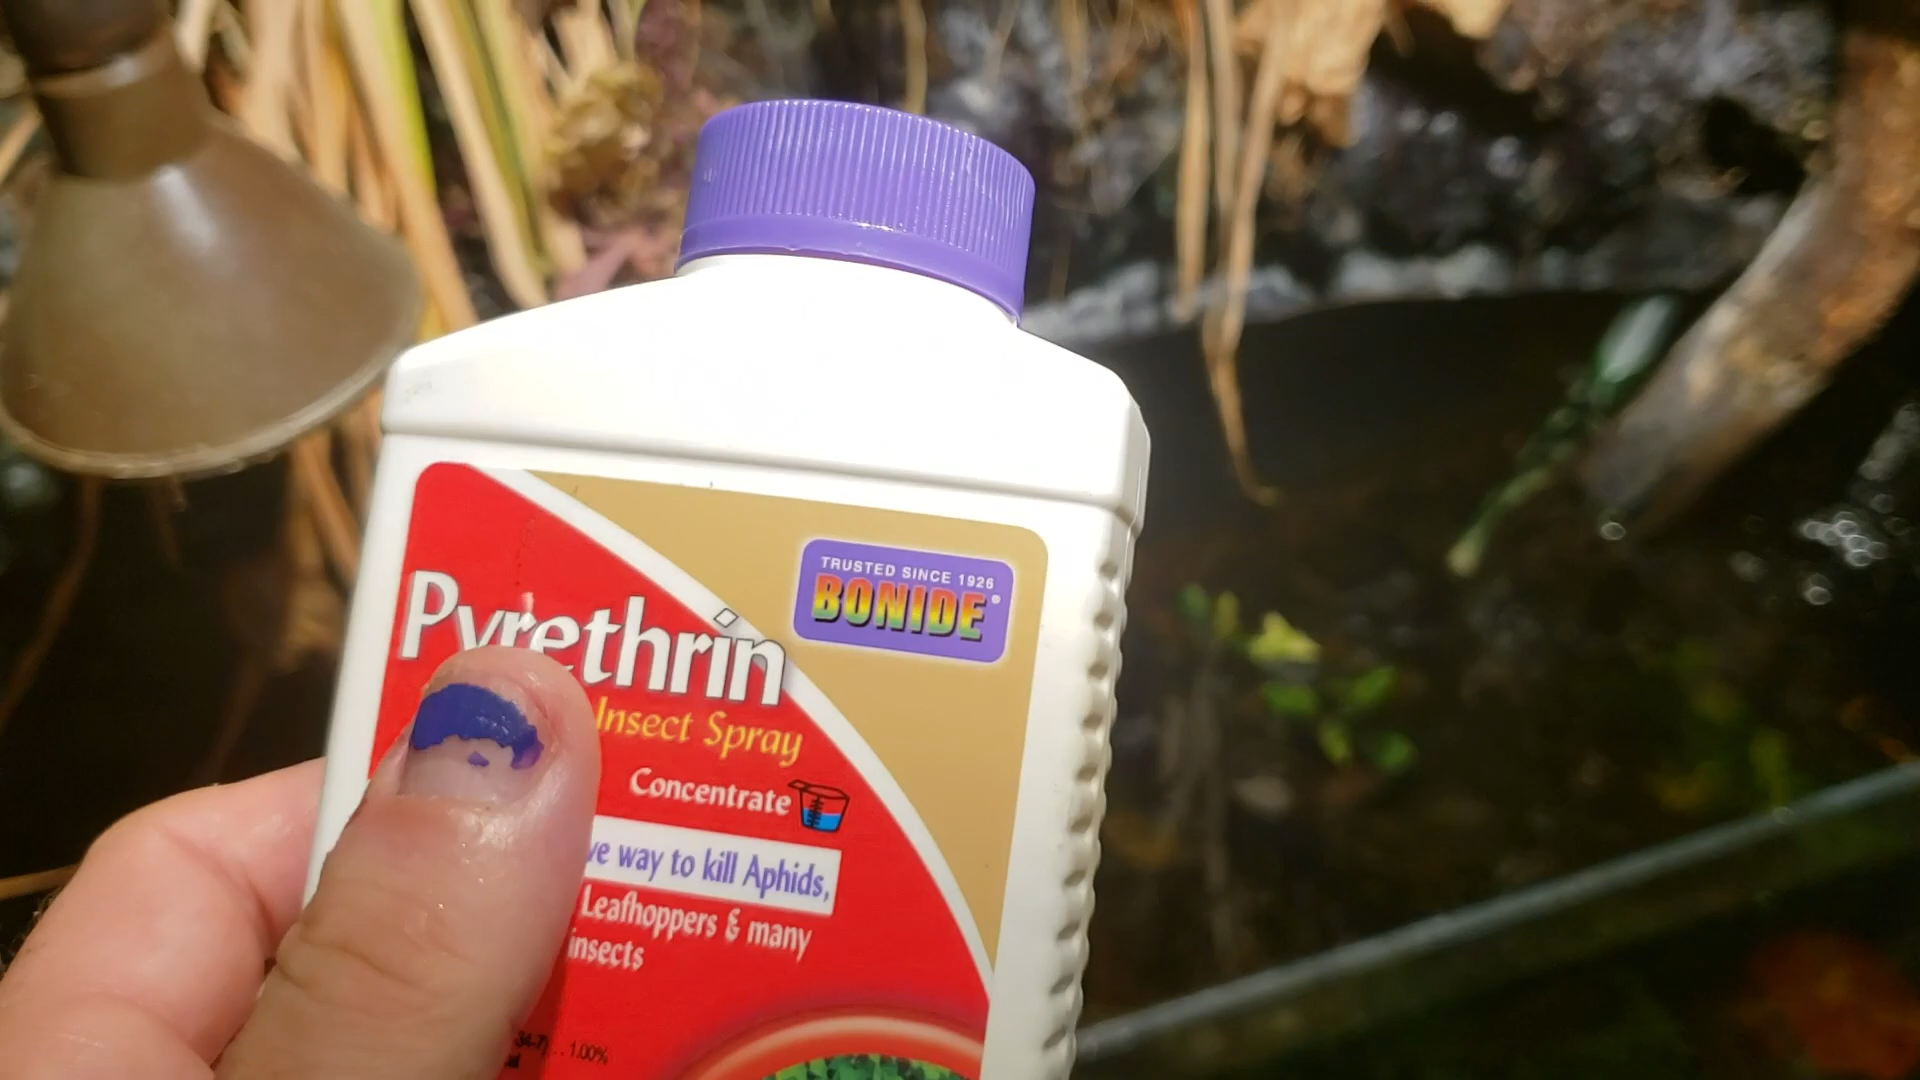 TRUSTED SINCE 1926
BONIDE®
Pyrethrin
Insect Spray
Concentrate
way to kill Aphids,
Leafhoppers & many
insects
1.00%